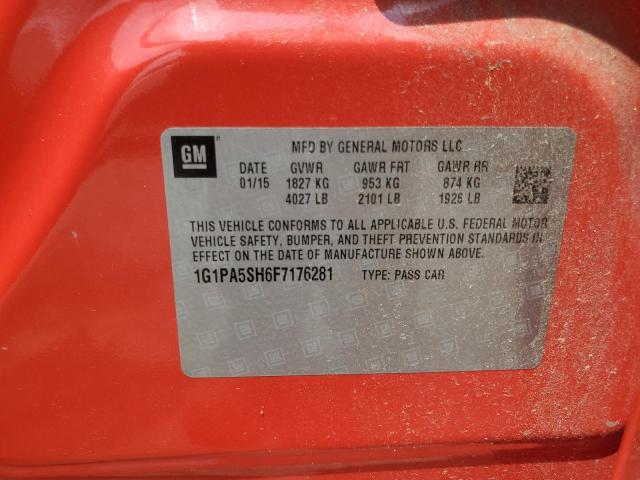 GM
MFD BY GENERAL MOTORS LLC
DATE GVWR GAWR FRT GAWR RR
01/15 1827 KG 953 KG 874 KG
4027 LB 2101 LB 1926 LB
THIS VEHICLE CONFORMS TO ALL APPLICABLE U.S. FEDERAL MOTOR
VEHICLE SAFETY, BUMPER, AND THEFT PREVENTION STANDARDS IN
EFFECT ON THE DATE OF MANUFACTURE SHOWN ABOVE.
1G1PA5SH6F7176281 TYPE: PASS CAR